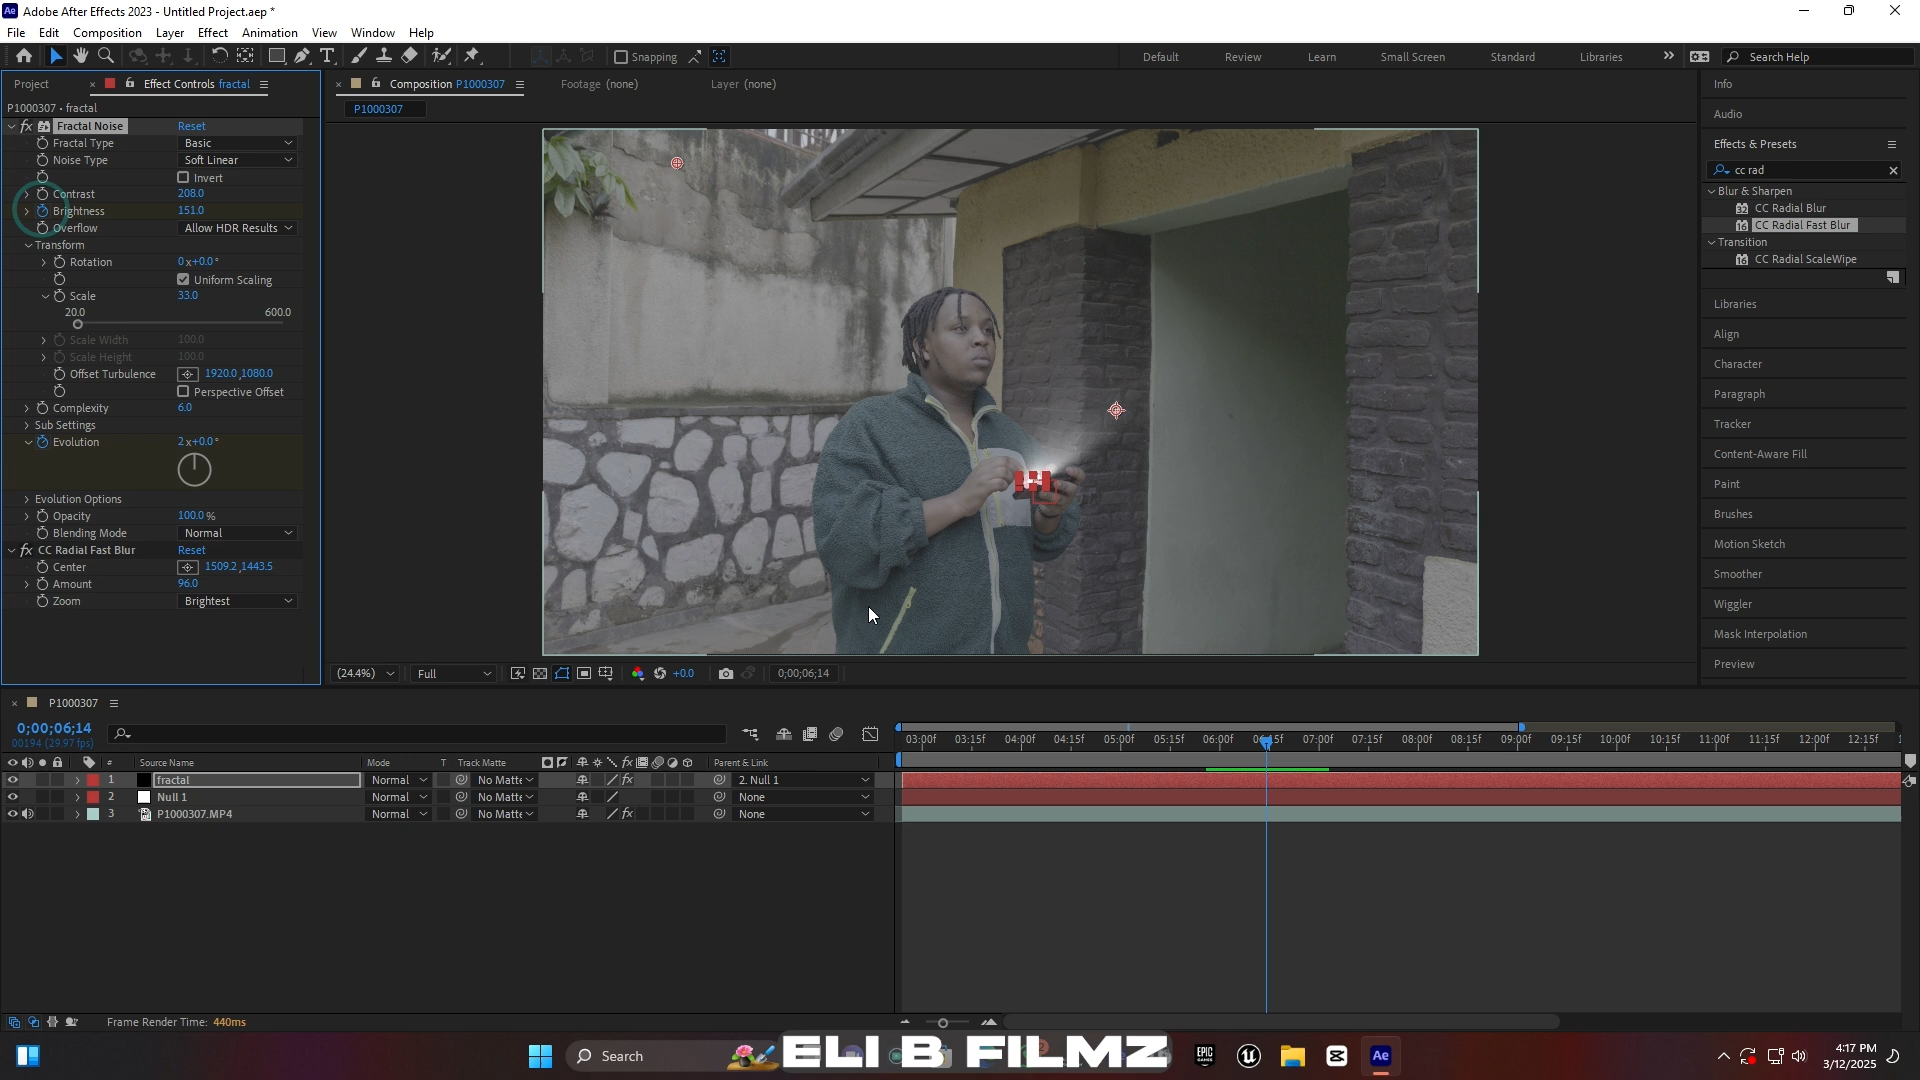 Adobe After Effects 2023 - Untitled Project.aep *
File Edit Composition Layer Effect Animation View Window Help
Snapping
Default Review Learn Small Screen Standard Libraries
Search Help
Project
Effect Controls fractal
Composition P1000307
Footage (none)
Layer (none)
P1000307 • fractal
P1000307
Fractal Noise Reset
Fractal Type Basic
Noise Type Soft Linear
Invert
Contrast 208.0
Brightness 151.0
Overflow Allow HDR Results
Transform
Rotation 0x+0.0°
Uniform Scaling
Scale 33.0
20.0 600.0
Scale Width 100.0
Scale Height 100.0
Offset Turbulence 1920.0,1080.0
Perspective Offset
Complexity 6.0
Sub Settings
Evolution 2x+0.0°
Evolution Options
Opacity 100.0 %
Blending Mode Normal
CC Radial Fast Blur Reset
Center 1509.2,1443.5
Amount 96.0
Zoom Brightest
(24.4%) Full +0.0 0;00;06;14
Info
Audio
Effects & Presets
cc rad
Blur & Sharpen
32 CC Radial Blur
16 CC Radial Fast Blur
Transition
16 CC Radial ScaleWipe
Libraries
Align
Character
Paragraph
Tracker
Content-Aware Fill
Paint
Brushes
Motion Sketch
Smoother
Wiggler
Mask Interpolation
Preview
P1000307
0;00;06;14
00194 (29.97 fps)
03:00f 03:15f 04:00f 04:15f 05:00f 05:15f 06:00f 06:15f 07:00f 07:15f 08:00f 08:15f 09:00f 09:15f 10:00f 10:15f 11:00f 11:15f 12:00f 12:15f
# Source Name Mode T Track Matte Parent & Link
1 fractal Normal No Matte 2. Null 1
2 Null 1 Normal No Matte None
3 P1000307.MP4 Normal No Matte None
Frame Render Time: 440ms
Search
ELI B FILMZ
EPIC GAMES
Ae
4:17 PM
3/12/2025